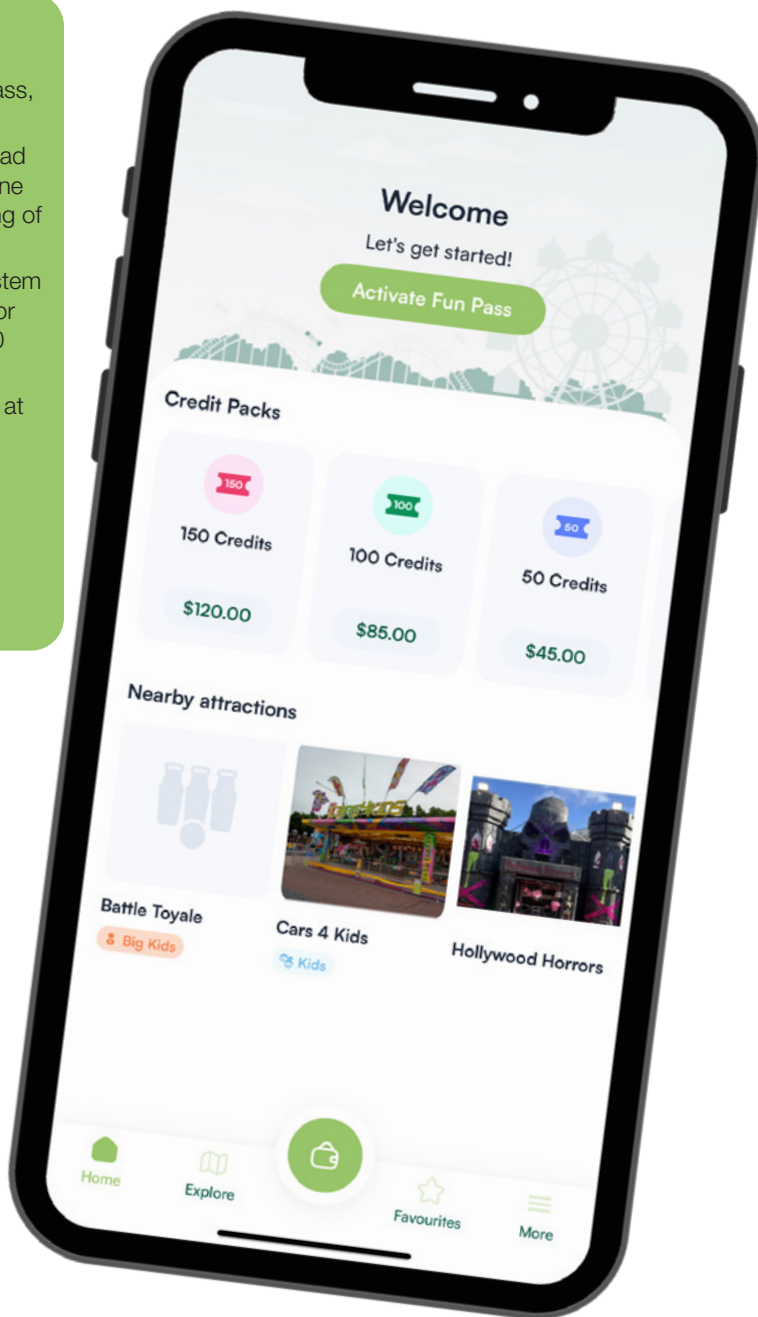 ass,
ad
ne
ng of
stem
or
0
at
Welcome
Let's get started!
Activate Fun Pass
Credit Packs
150
100
50
150 Credits
100 Credits
50 Credits
$120.00
$85.00
$45.00
Nearby attractions
Battle Toyale
Cars 4 Kids
Hollywood Horrors
Big Kids
Kids
Home
Explore
Favourites
More